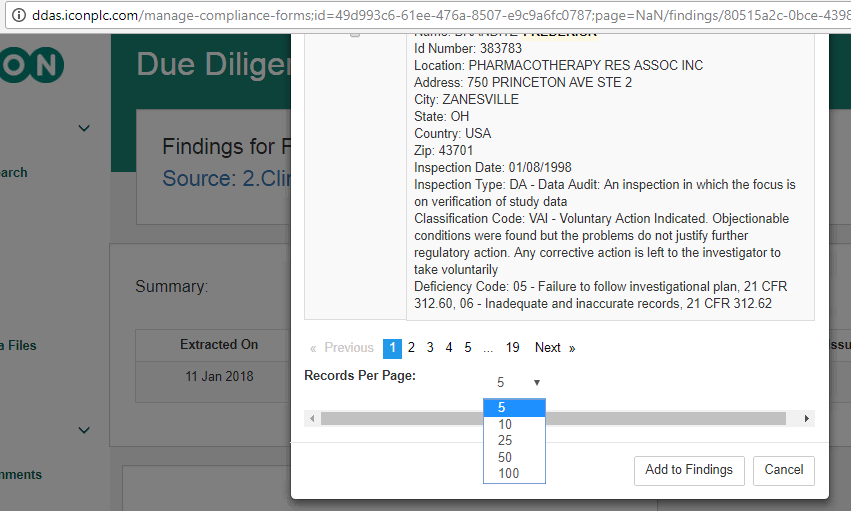 ddas.iconplc.com/manage-compliance-forms;id=49d993c6-61ee-476a-8507-e9c9a6fc0787;page=NaN/findings/80515a2c-0bce-4398
ON
Due Diliger
arch
a Files
nments
Findings for F
Source: 2.Clin
Summary:
Extracted On
11 Jan 2018
Issu
FREDERICK
Id Number: 383783
Location: PHARMACOTHERAPY RES ASSOC INC
Address: 750 PRINCETON AVE STE 2
City: ZANESVILLE
State: OH
Country: USA
Zip: 43701
Inspection Date: 01/08/1998
Inspection Type: DA - Data Audit: An inspection in which the focus is
on verification of study data
Classification Code: VAI - Voluntary Action Indicated. Objectionable
conditions were found but the problems do not justify further
regulatory action. Any corrective action is left to the investigator to
take voluntarily
Deficiency Code: 05 - Failure to follow investigational plan, 21 CFR
312.60, 06 - Inadequate and inaccurate records, 21 CFR 312.62
« Previous 1 2 3 4 5 ... 19 Next »
Records Per Page: 5
5
10
25
50
100
Add to Findings Cancel